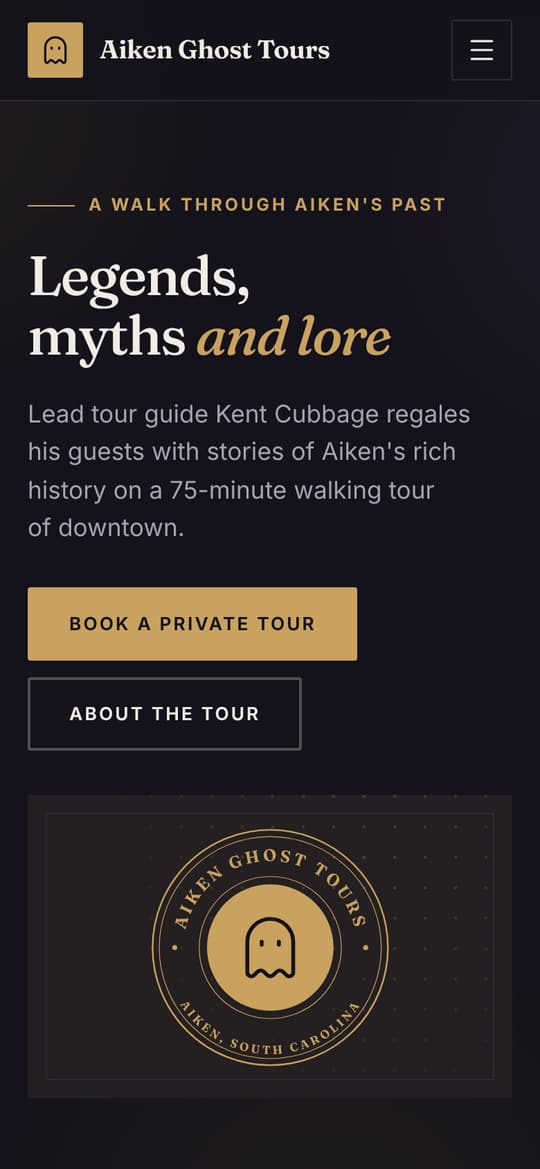 Aiken Ghost Tours
A WALK THROUGH AIKEN'S PAST
Legends,
myths and lore
Lead tour guide Kent Cubbage regales
his guests with stories of Aiken's rich
history on a 75-minute walking tour
of downtown.
BOOK A PRIVATE TOUR
ABOUT THE TOUR
AIKEN GHOST TOURS
AIKEN, SOUTH CAROLINA